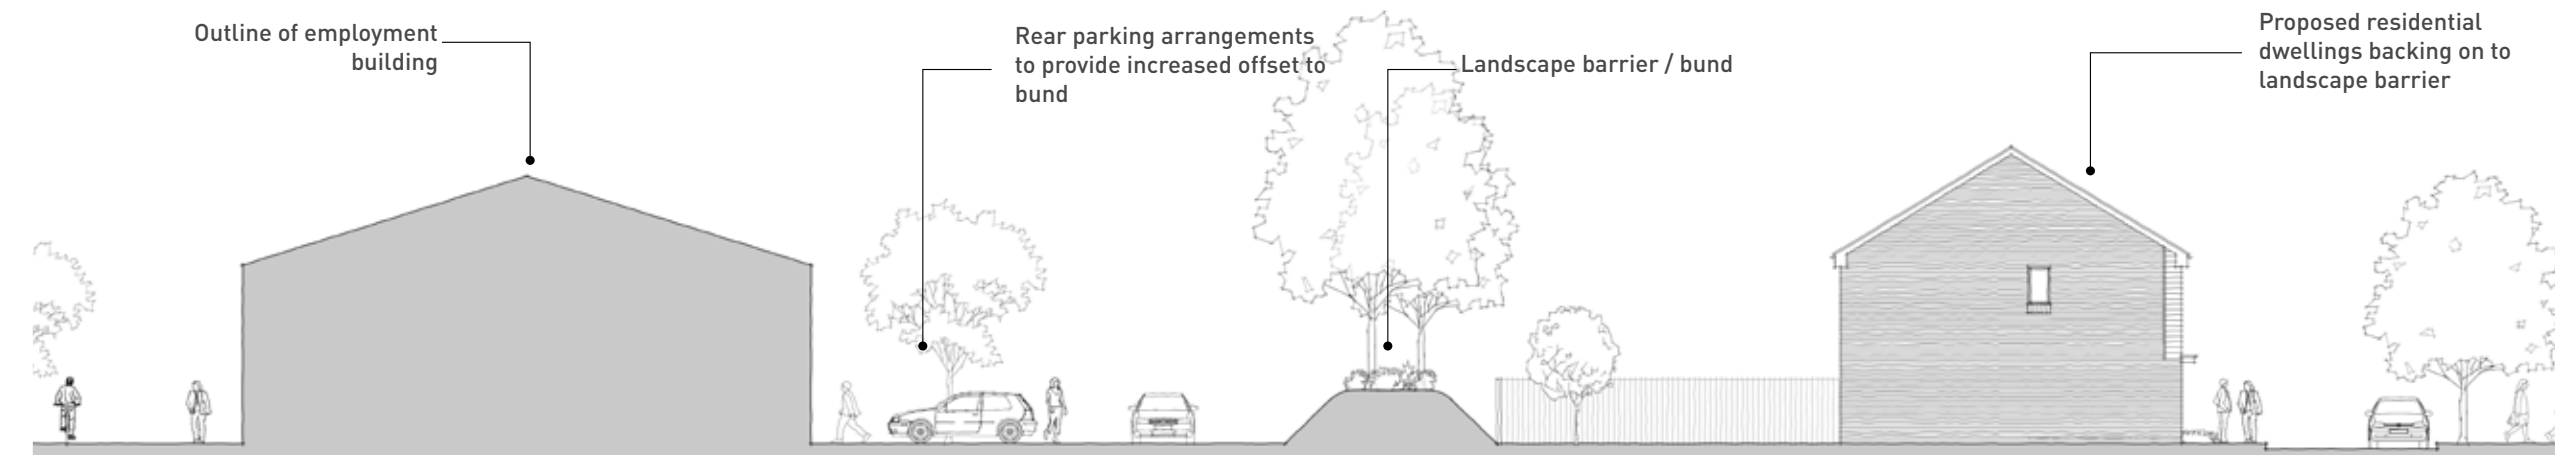 Outline of employment
building
Rear parking arrangements
to provide increased offset to
bund
Landscape barrier / bund
Proposed residential
dwellings backing on to
landscape barrier